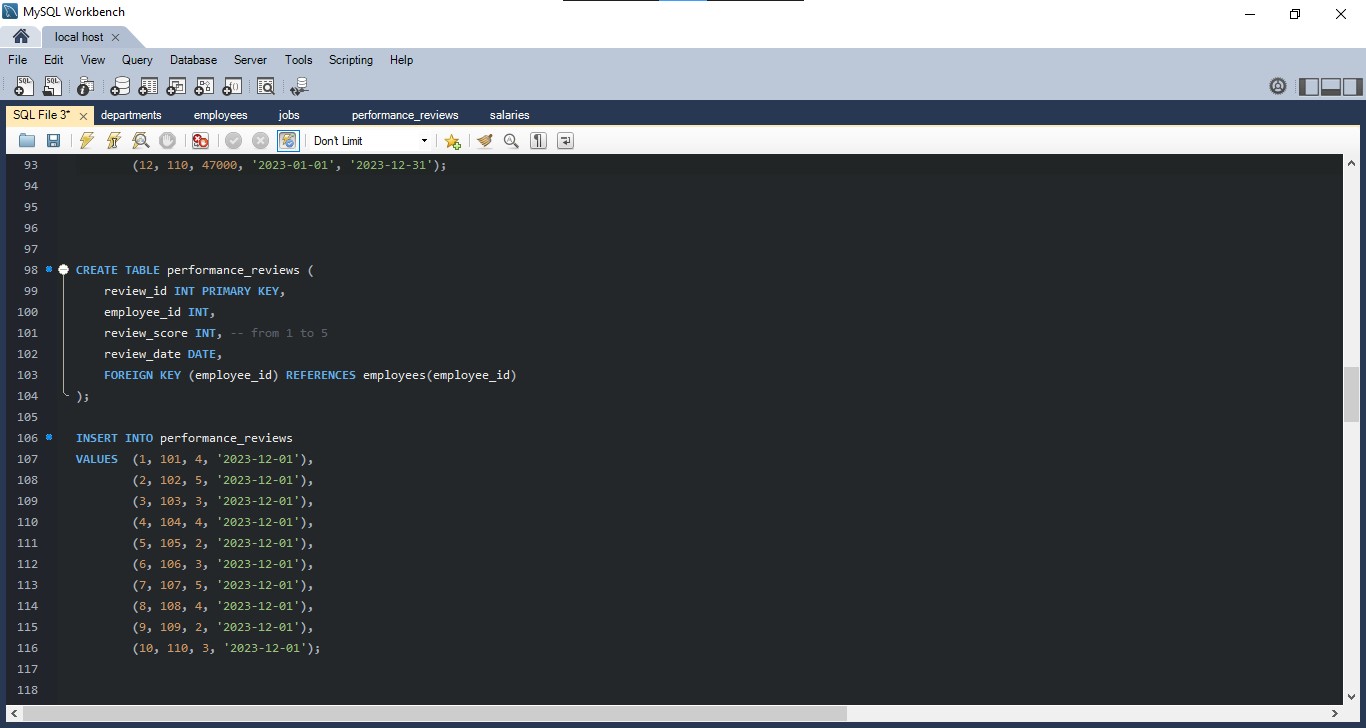 MySQL Workbench
local host
File Edit View Query Database Server Tools Scripting Help
SQL File 3* departments employees jobs performance_reviews salaries
Don't Limit
93 (12, 110, 47000, '2023-01-01', '2023-12-31');
94
95
96
97
98 CREATE TABLE performance_reviews (
99 review_id INT PRIMARY KEY,
100 employee_id INT,
101 review_score INT, -- from 1 to 5
102 review_date DATE,
103 FOREIGN KEY (employee_id) REFERENCES employees(employee_id)
104 );
105
106 INSERT INTO performance_reviews
107 VALUES (1, 101, 4, '2023-12-01'),
108 (2, 102, 5, '2023-12-01'),
109 (3, 103, 3, '2023-12-01'),
110 (4, 104, 4, '2023-12-01'),
111 (5, 105, 2, '2023-12-01'),
112 (6, 106, 3, '2023-12-01'),
113 (7, 107, 5, '2023-12-01'),
114 (8, 108, 4, '2023-12-01'),
115 (9, 109, 2, '2023-12-01'),
116 (10, 110, 3, '2023-12-01');
117
118